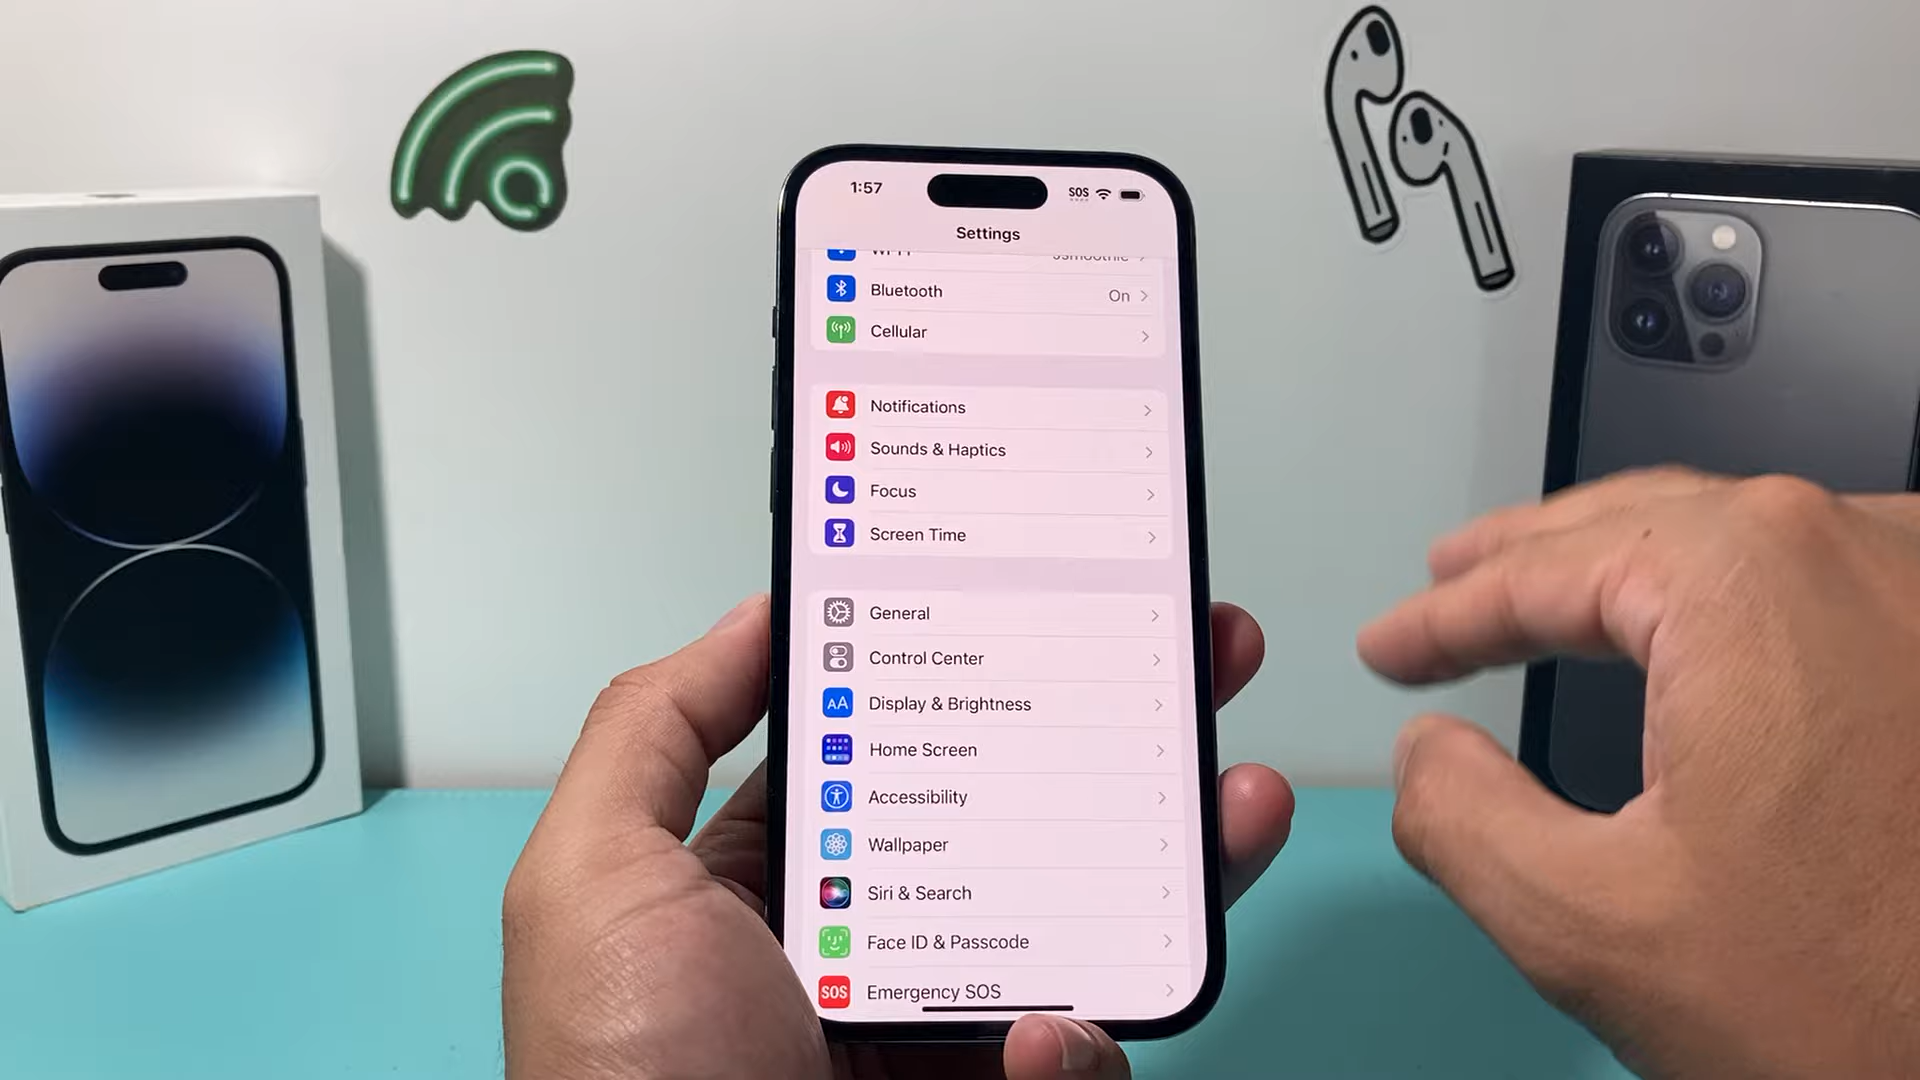 1:57
SOS
Settings
Bluetooth On
Cellular
Notifications
Sounds & Haptics
Focus
Screen Time
General
Control Center
AA Display & Brightness
Home Screen
Accessibility
Wallpaper
Siri & Search
Face ID & Passcode
SOS Emergency SOS